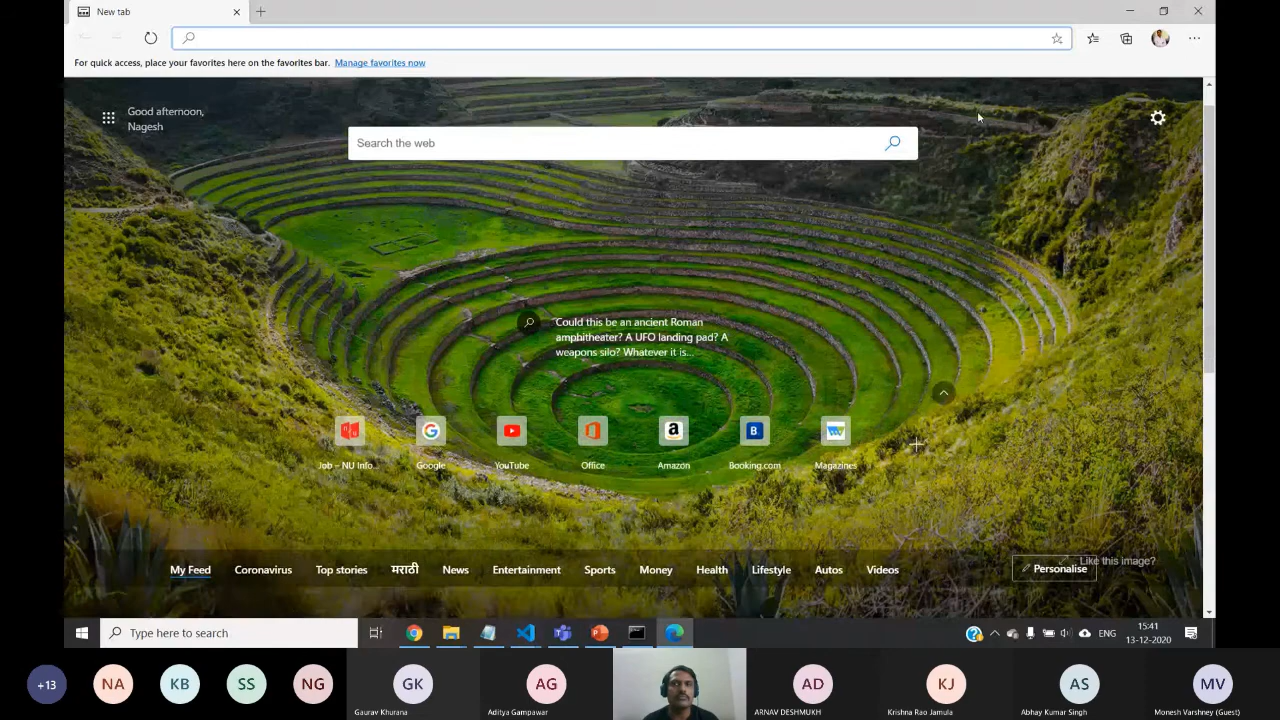 New tab
For quick access, place your favorites here on the favorites bar. Manage favorites now
Good afternoon,
Nagesh
Search the web
Could this be an ancient Roman
amphitheater? A UFO landing pad? A
weapons silo? Whatever it is...
Job – NU Info...
Google
YouTube
Office
Amazon
Booking.com
Magazines
My Feed Coronavirus Top stories मराठी News Entertainment Sports Money Health Lifestyle Autos Videos
Personalise
Like this image?
Type here to search
ENG
15:41
13-12-2020
+13 NA KB SS NG GK AG AD KJ AS MV
Gaurav Khurana Aditya Gampawar ARNAV DESHMUKH Krishna Rao Jamula Abhay Kumar Singh Monesh Varshney (Guest)